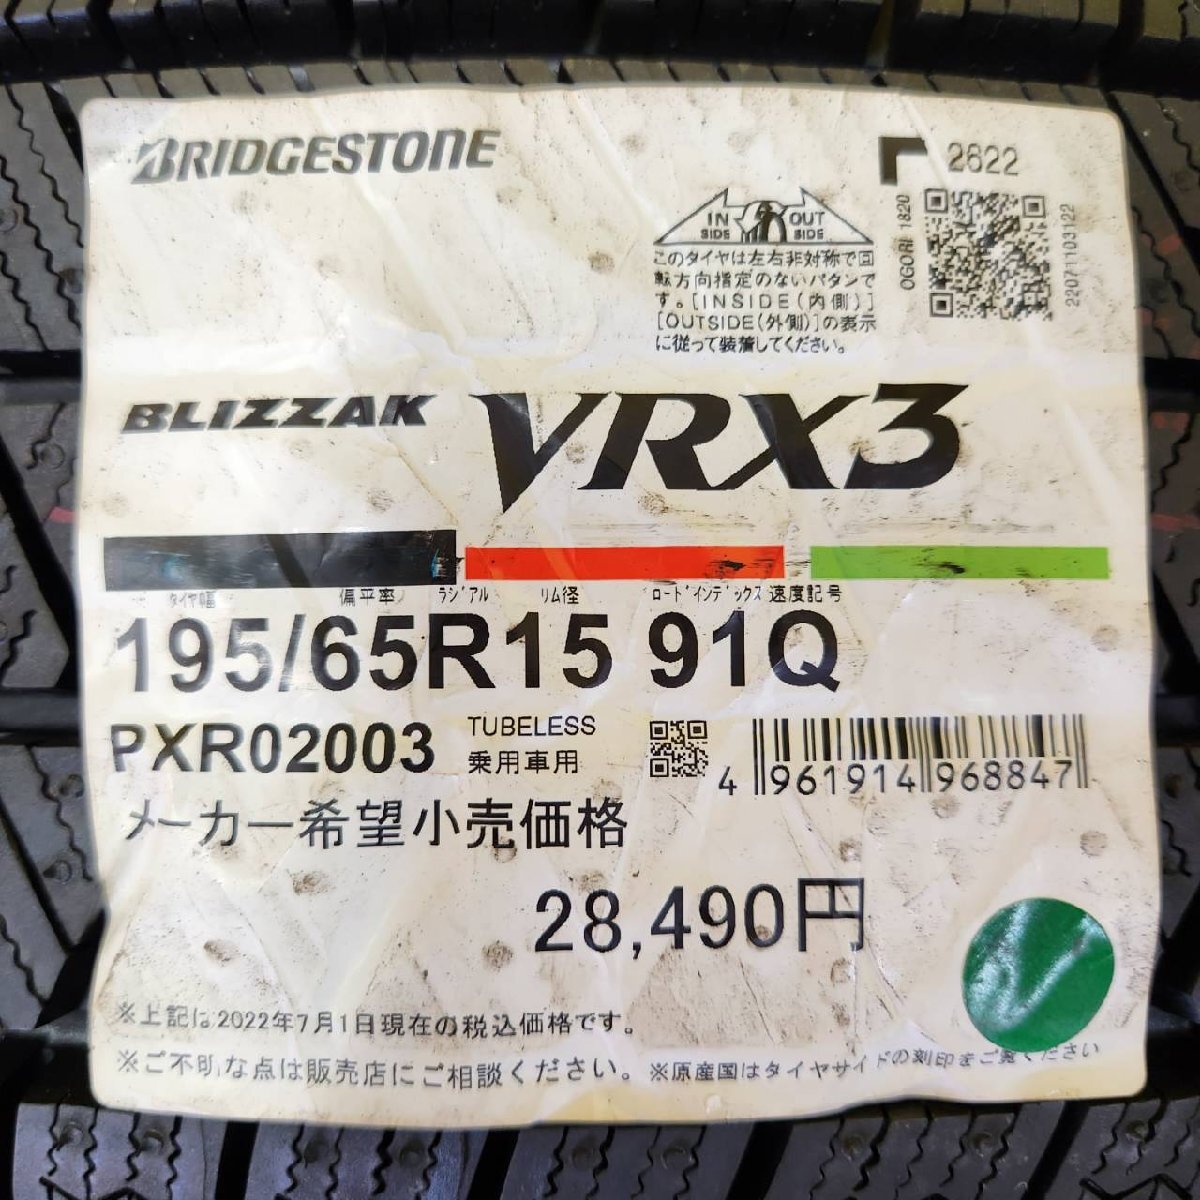 BRIDGESTONE
2622
IN SIDE OUT SIDE
このタイヤは左右非対称で回
転方向指定のないパタンで
す。[INSIDE(内側)]
[OUTSIDE(外側)]の表示
に従って装着してください。
OGORI 1820
220711103122
BLIZZAK VRX3
タイヤ幅 偏平率 ラジアル リム径 ロードインデックス 速度記号
195/65R15 91Q
PXR02003
TUBELESS
乗用車用
4 961914 968847
メーカー希望小売価格
28,490円
※上記は2022年7月1日現在の税込価格です。
※ご不明な点は販売店にご相談ください。
※原産国はタイヤサイドの刻印をご覧ください